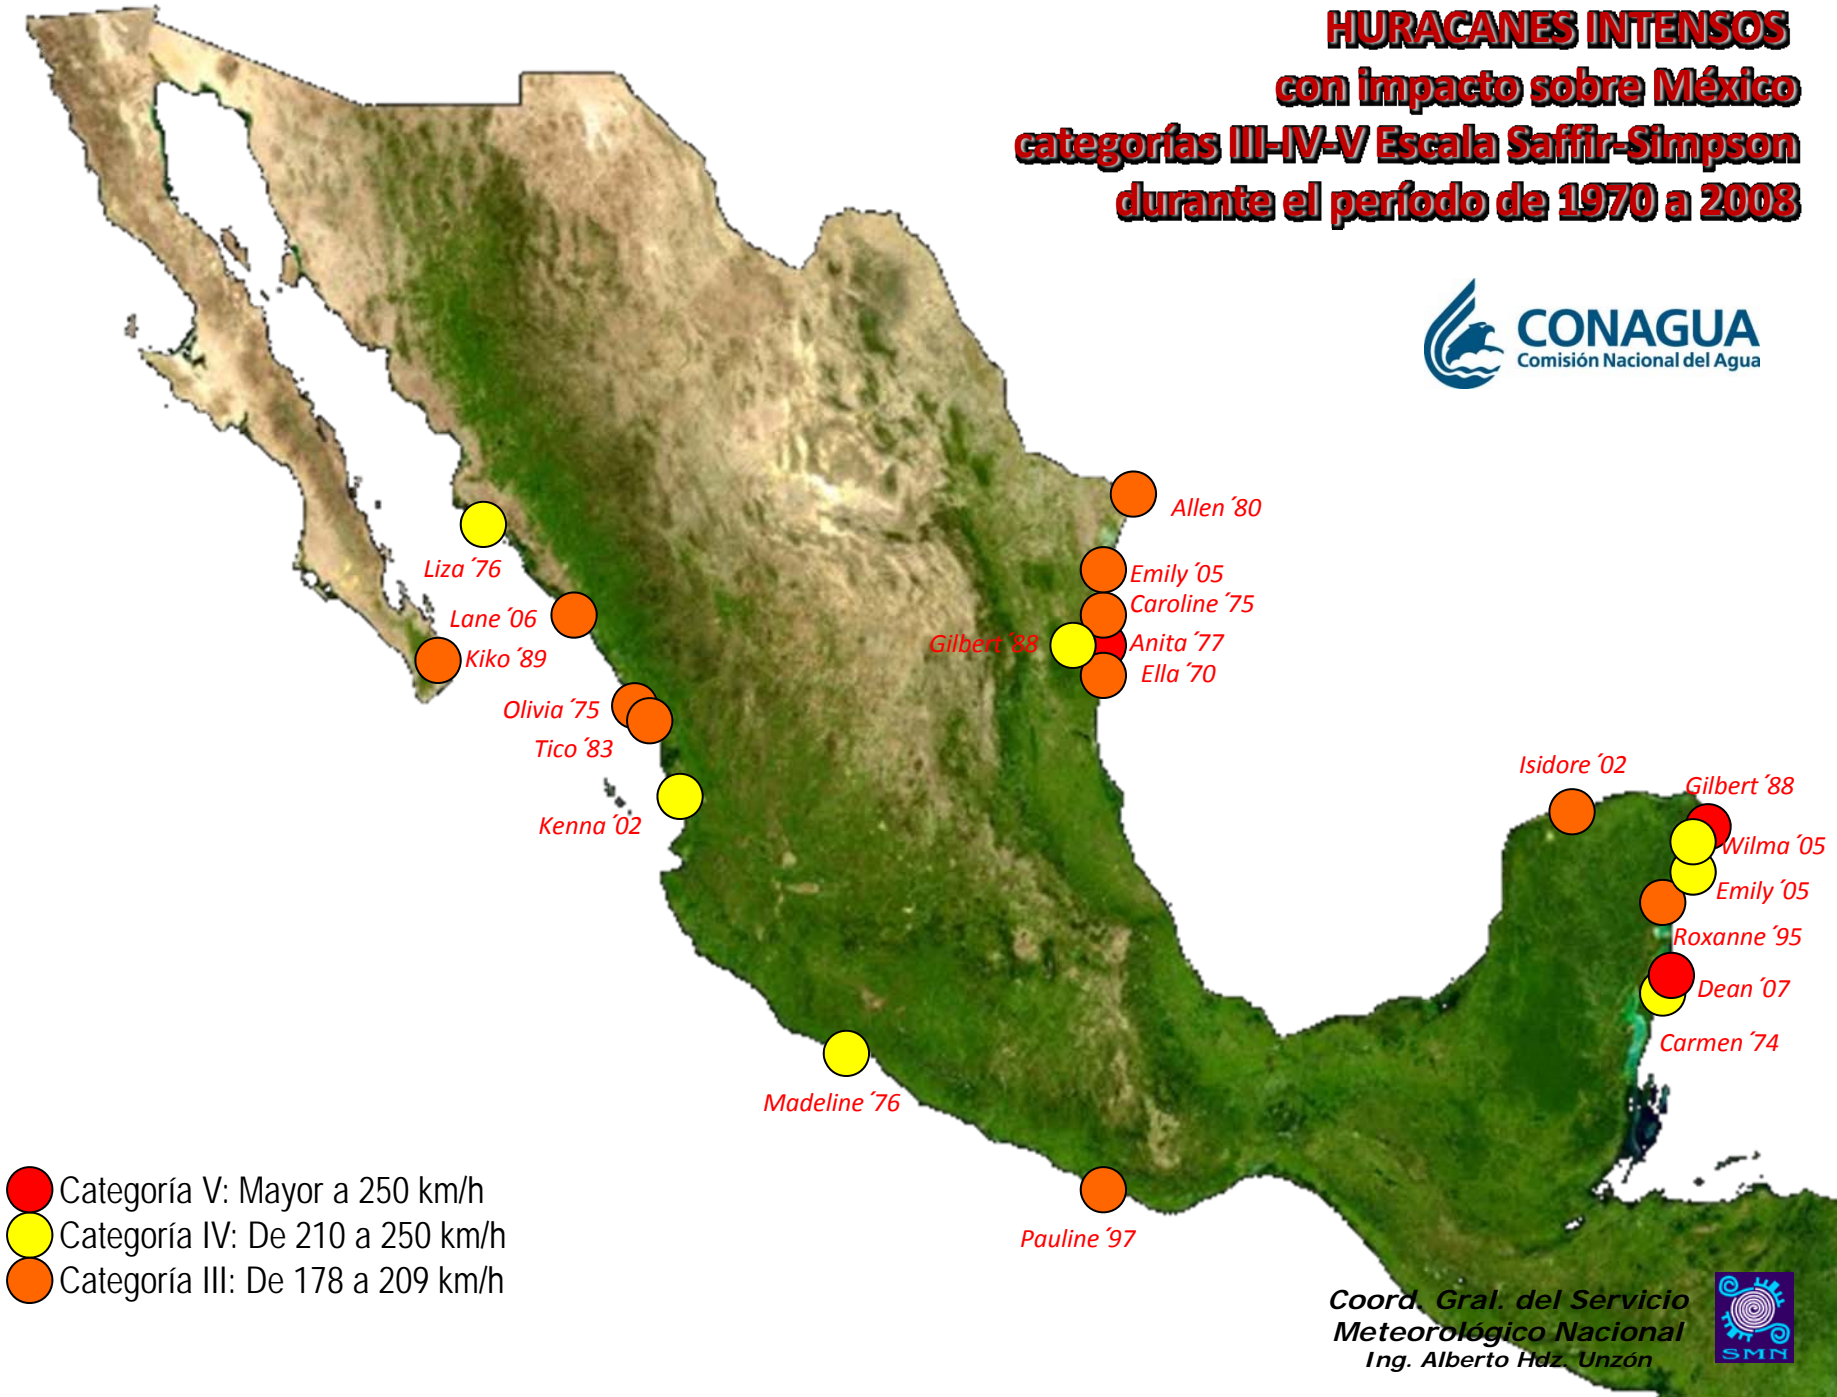 HURACANES INTENSOS
con impacto sobre México
categorías III-IV-V Escala Saffir-Simpson
durante el período de 1970 a 2008
CONAGUA
Comisión Nacional del Agua
Allen ´80
Liza ´76
Emily ´05
Caroline ´75
Lane ´06
Gilbert ´88
Anita ´77
Kiko ´89
Ella ´70
Olivia ´75
Tico ´83
Isidore ´02
Gilbert ´88
Kenna ´02
Wilma ´05
Emily ´05
Roxanne ´95
Dean ´07
Carmen ´74
Madeline ´76
Pauline ´97
Categoría V: Mayor a 250 km/h
Categoría IV: De 210 a 250 km/h
Categoría III: De 178 a 209 km/h
Coord. Gral. del Servicio
Meteorológico Nacional
Ing. Alberto Hdz. Unzón
SMN